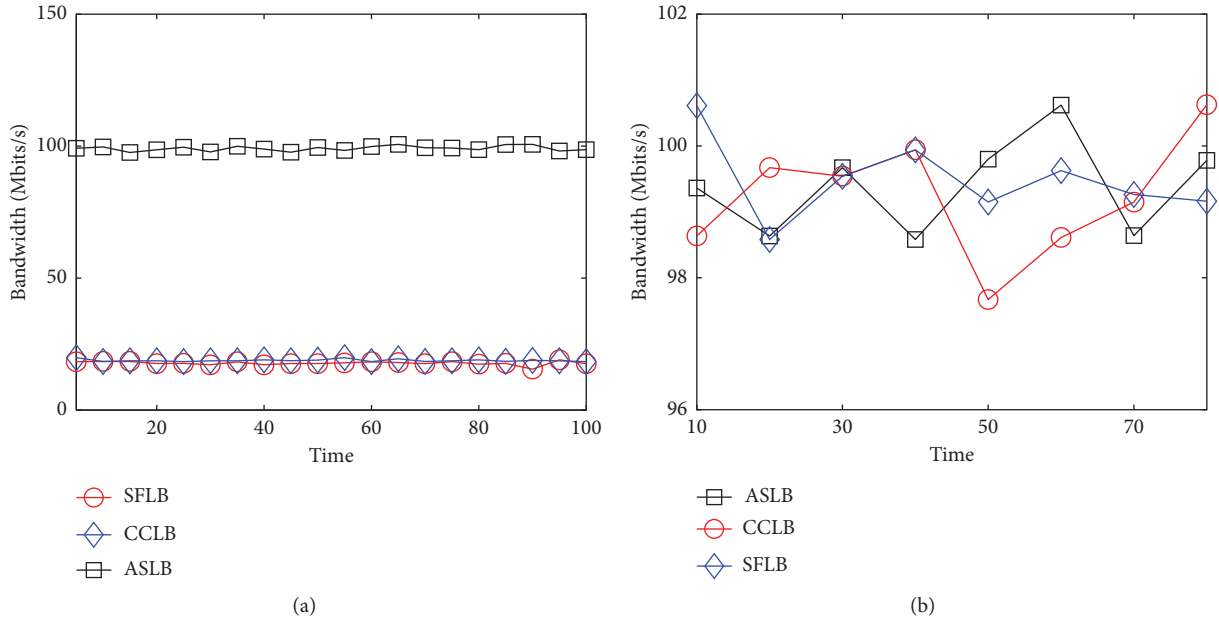 150
100
50
0
Bandwidth (Mbits/s)
20 40 60 80 100
Time
SFLB
CCLB
ASLB
(a)
102
100
98
96
Bandwidth (Mbits/s)
10 30 50 70
Time
ASLB
CCLB
SFLB
(b)